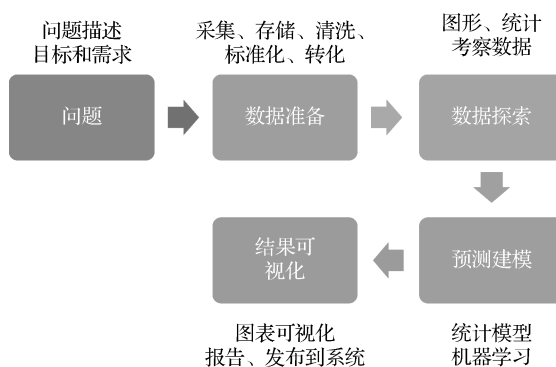 问题描述
目标和需求
采集、存储、清洗、
标准化、转化
图形、统计
考察数据
问题
数据准备
数据探索
结果可
视化
预测建模
图表可视化
报告、发布到系统
统计模型
机器学习